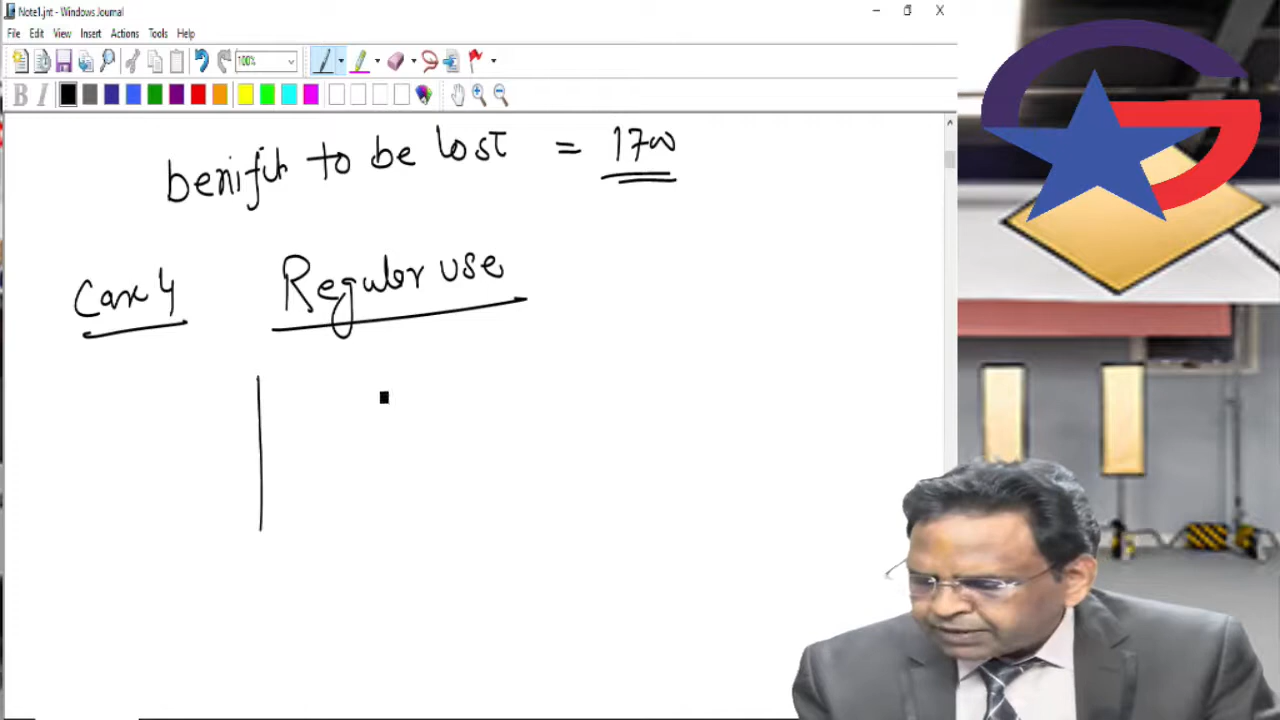 Note1.jnt - Windows Journal
File Edit View Insert Actions Tools Help
100%
B I
benifit to be lost = 1700
Case 4 Regular use